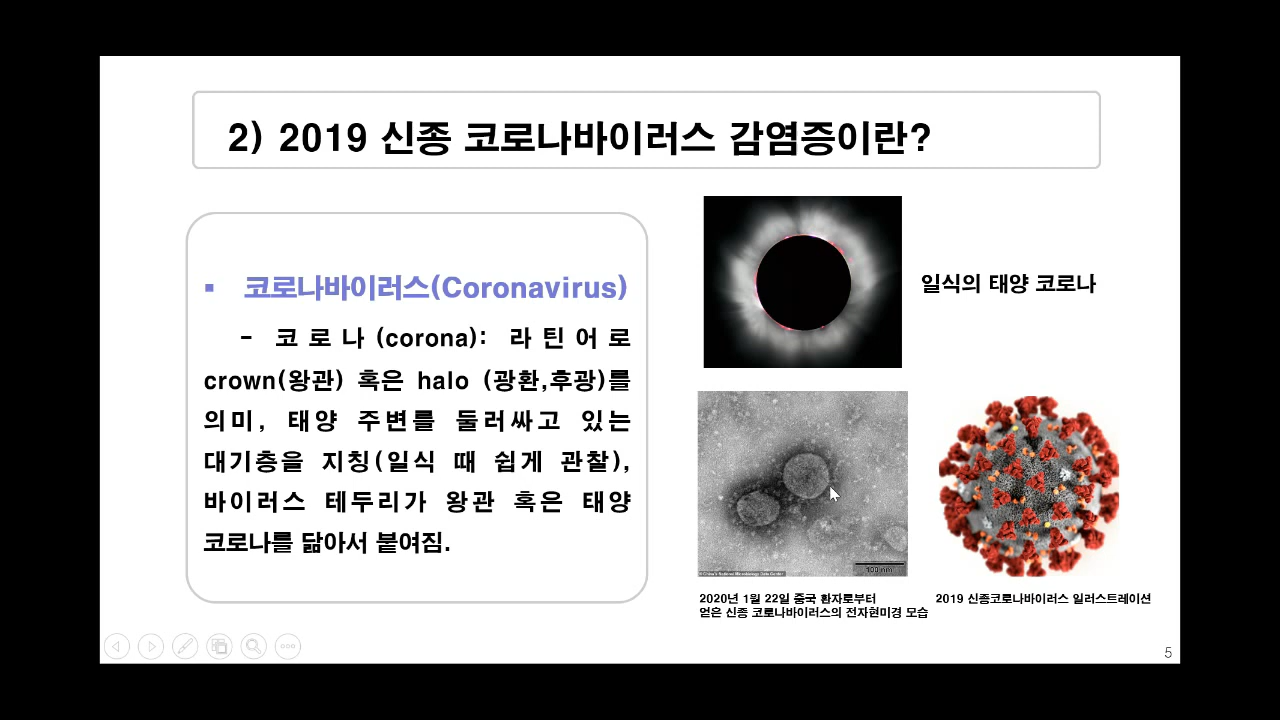 2) 2019 신종 코로나바이러스 감염증이란?
▪ 코로나바이러스(Coronavirus)
- 코로나(corona): 라틴어로
crown(왕관) 혹은 halo (광환,후광)를
의미, 태양 주변를 둘러싸고 있는
대기층을 지칭(일식 때 쉽게 관찰),
바이러스 테두리가 왕관 혹은 태양
코로나를 닮아서 붙여짐.
일식의 태양 코로나
©China's National Microbiology Data Center
100 nm
2020년 1월 22일 중국 환자로부터
얻은 신종 코로나바이러스의 전자현미경 모습
2019 신종코로나바이러스 일러스트레이션
5